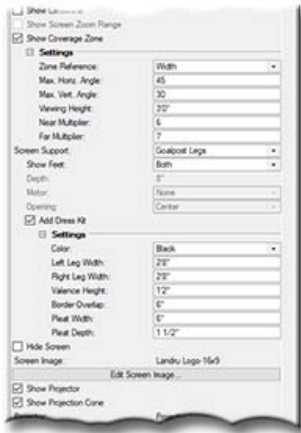 Show
Show Screen Zoom Range
Show Coverage Zone
Settings
Zone Reference: Width
Max. Horiz. Angle: 45
Max. Vert. Angle: 30
Viewing Height: 3'0"
Near Multiplier: 6
Far Multiplier: 7
Screen Support: Goalpost Legs
Show Feet: Both
Depth: 8"
Motor: None
Opening: Center
Add Dress Kit
Settings
Color: Black
Left Leg Width: 2'8"
Right Leg Width: 2'8"
Valence Height: 1'2"
Border Overlap: 6"
Pleat Width: 6"
Pleat Depth: 1 1/2"
Hide Screen
Screen Image: Landru Logo-16x9
Edit Screen Image...
Show Projector
Show Projection Cone